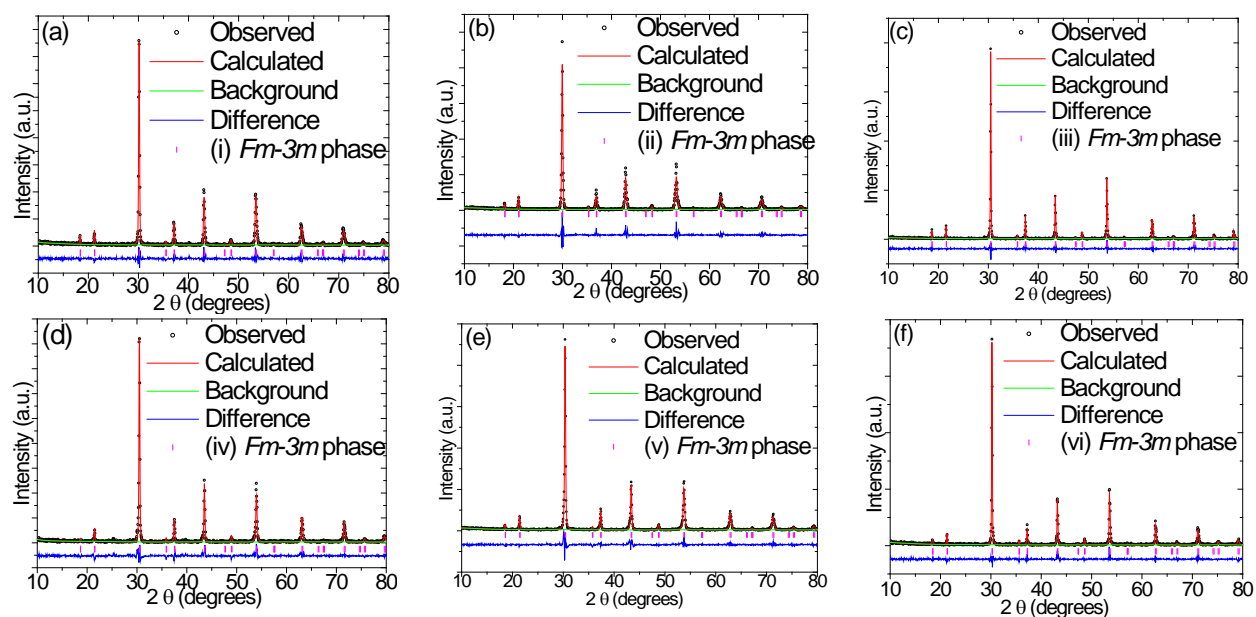 (a)
Observed
Calculated
Background
Difference
(i) Fm-3m phase
Intensity (a.u.)
10 20 30 40 50 60 70 80
2 θ (degrees)
(b)
Observed
Calculated
Background
Difference
(ii) Fm-3m phase
Intensity (a.u.)
10 20 30 40 50 60 70 80
2 θ (degrees)
(c)
Observed
Calculated
Background
Difference
(iii) Fm-3m phase
Intensity (a.u.)
10 20 30 40 50 60 70 80
2 θ (degrees)
(d)
Observed
Calculated
Background
Difference
(iv) Fm-3m phase
Intensity (a.u.)
10 20 30 40 50 60 70 80
2 θ (degrees)
(e)
Observed
Calculated
Background
Difference
(v) Fm-3m phase
Intensity (a.u.)
10 20 30 40 50 60 70 80
2 θ (degrees)
(f)
Observed
Calculated
Background
Difference
(vi) Fm-3m phase
Intensity (a.u.)
10 20 30 40 50 60 70 80
2 θ (degrees)